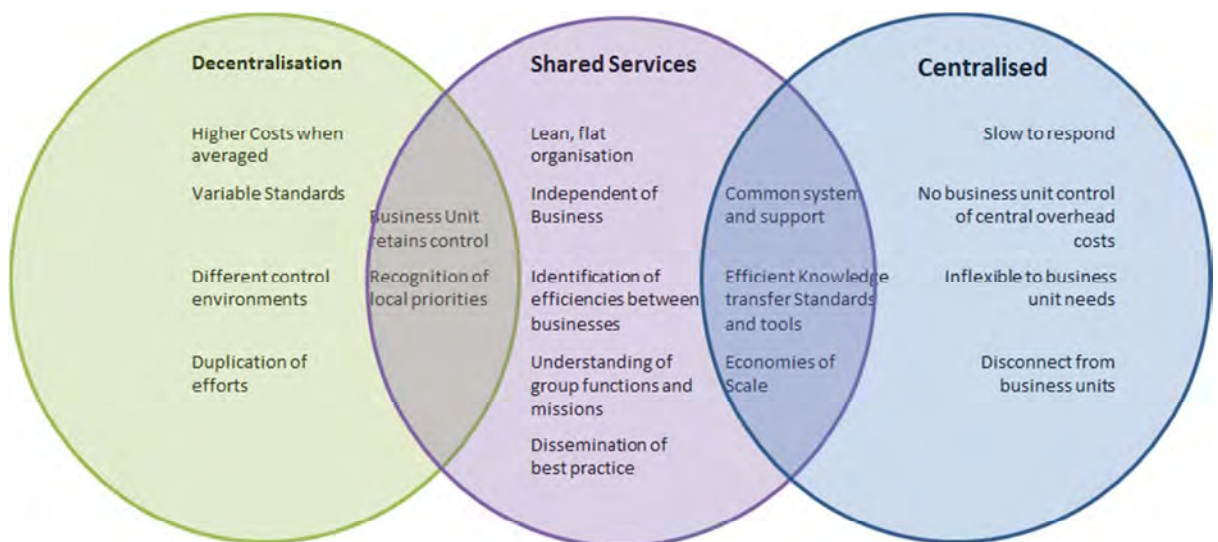 Decentralisation
Higher Costs when
averaged
Variable Standards
Different control
environments
Duplication of
efforts
Business Unit
retains control
Recognition of
local priorities
Shared Services
Lean, flat
organisation
Independent of
Business
Identification of
efficiencies between
businesses
Understanding of
group functions and
missions
Dissemination of
best practice
Common system
and support
Efficient Knowledge
transfer Standards
and tools
Economies of
Scale
Centralised
Slow to respond
No business unit control
of central overhead
costs
Inflexible to business
unit needs
Disconnect from
business units